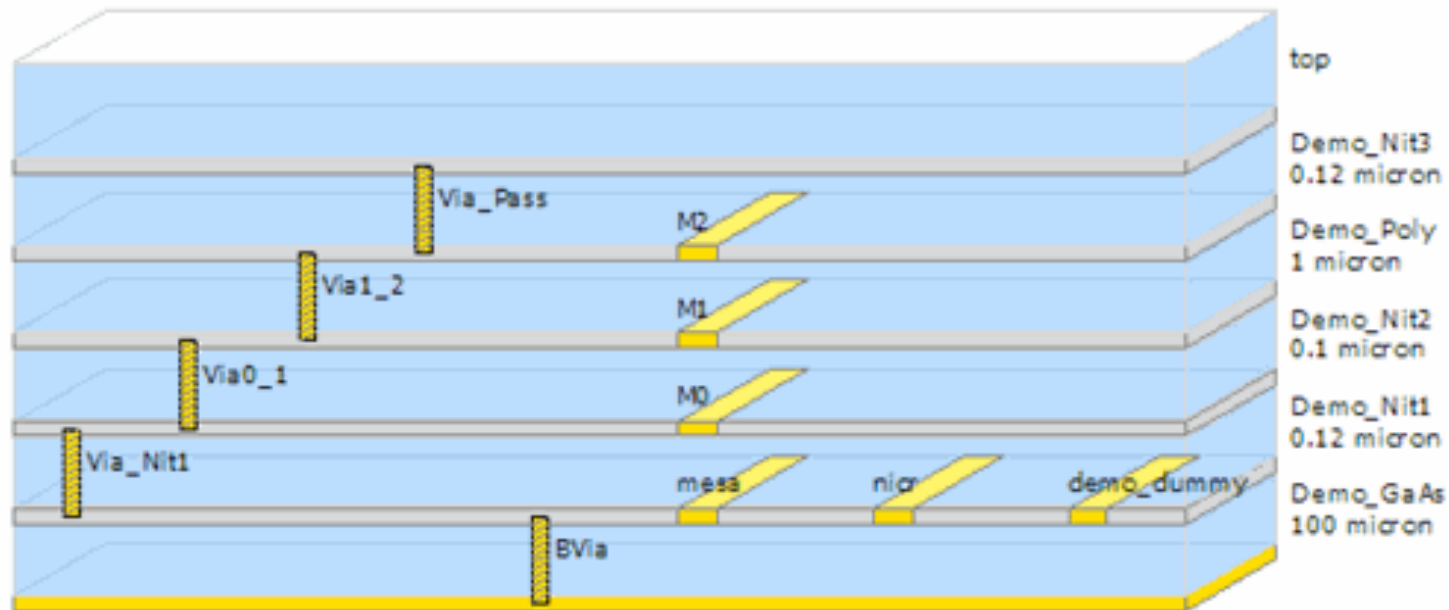 top
Demo_Nit3
0.12 micron
Via_Pass
M2
Demo_Poly
1 micron
Via1_2
M1
Demo_Nit2
0.1 micron
Via0_1
M0
Demo_Nit1
0.12 micron
Via_Nit1
mesa
nicr
demo_dummy
Demo_GaAs
100 micron
BVia